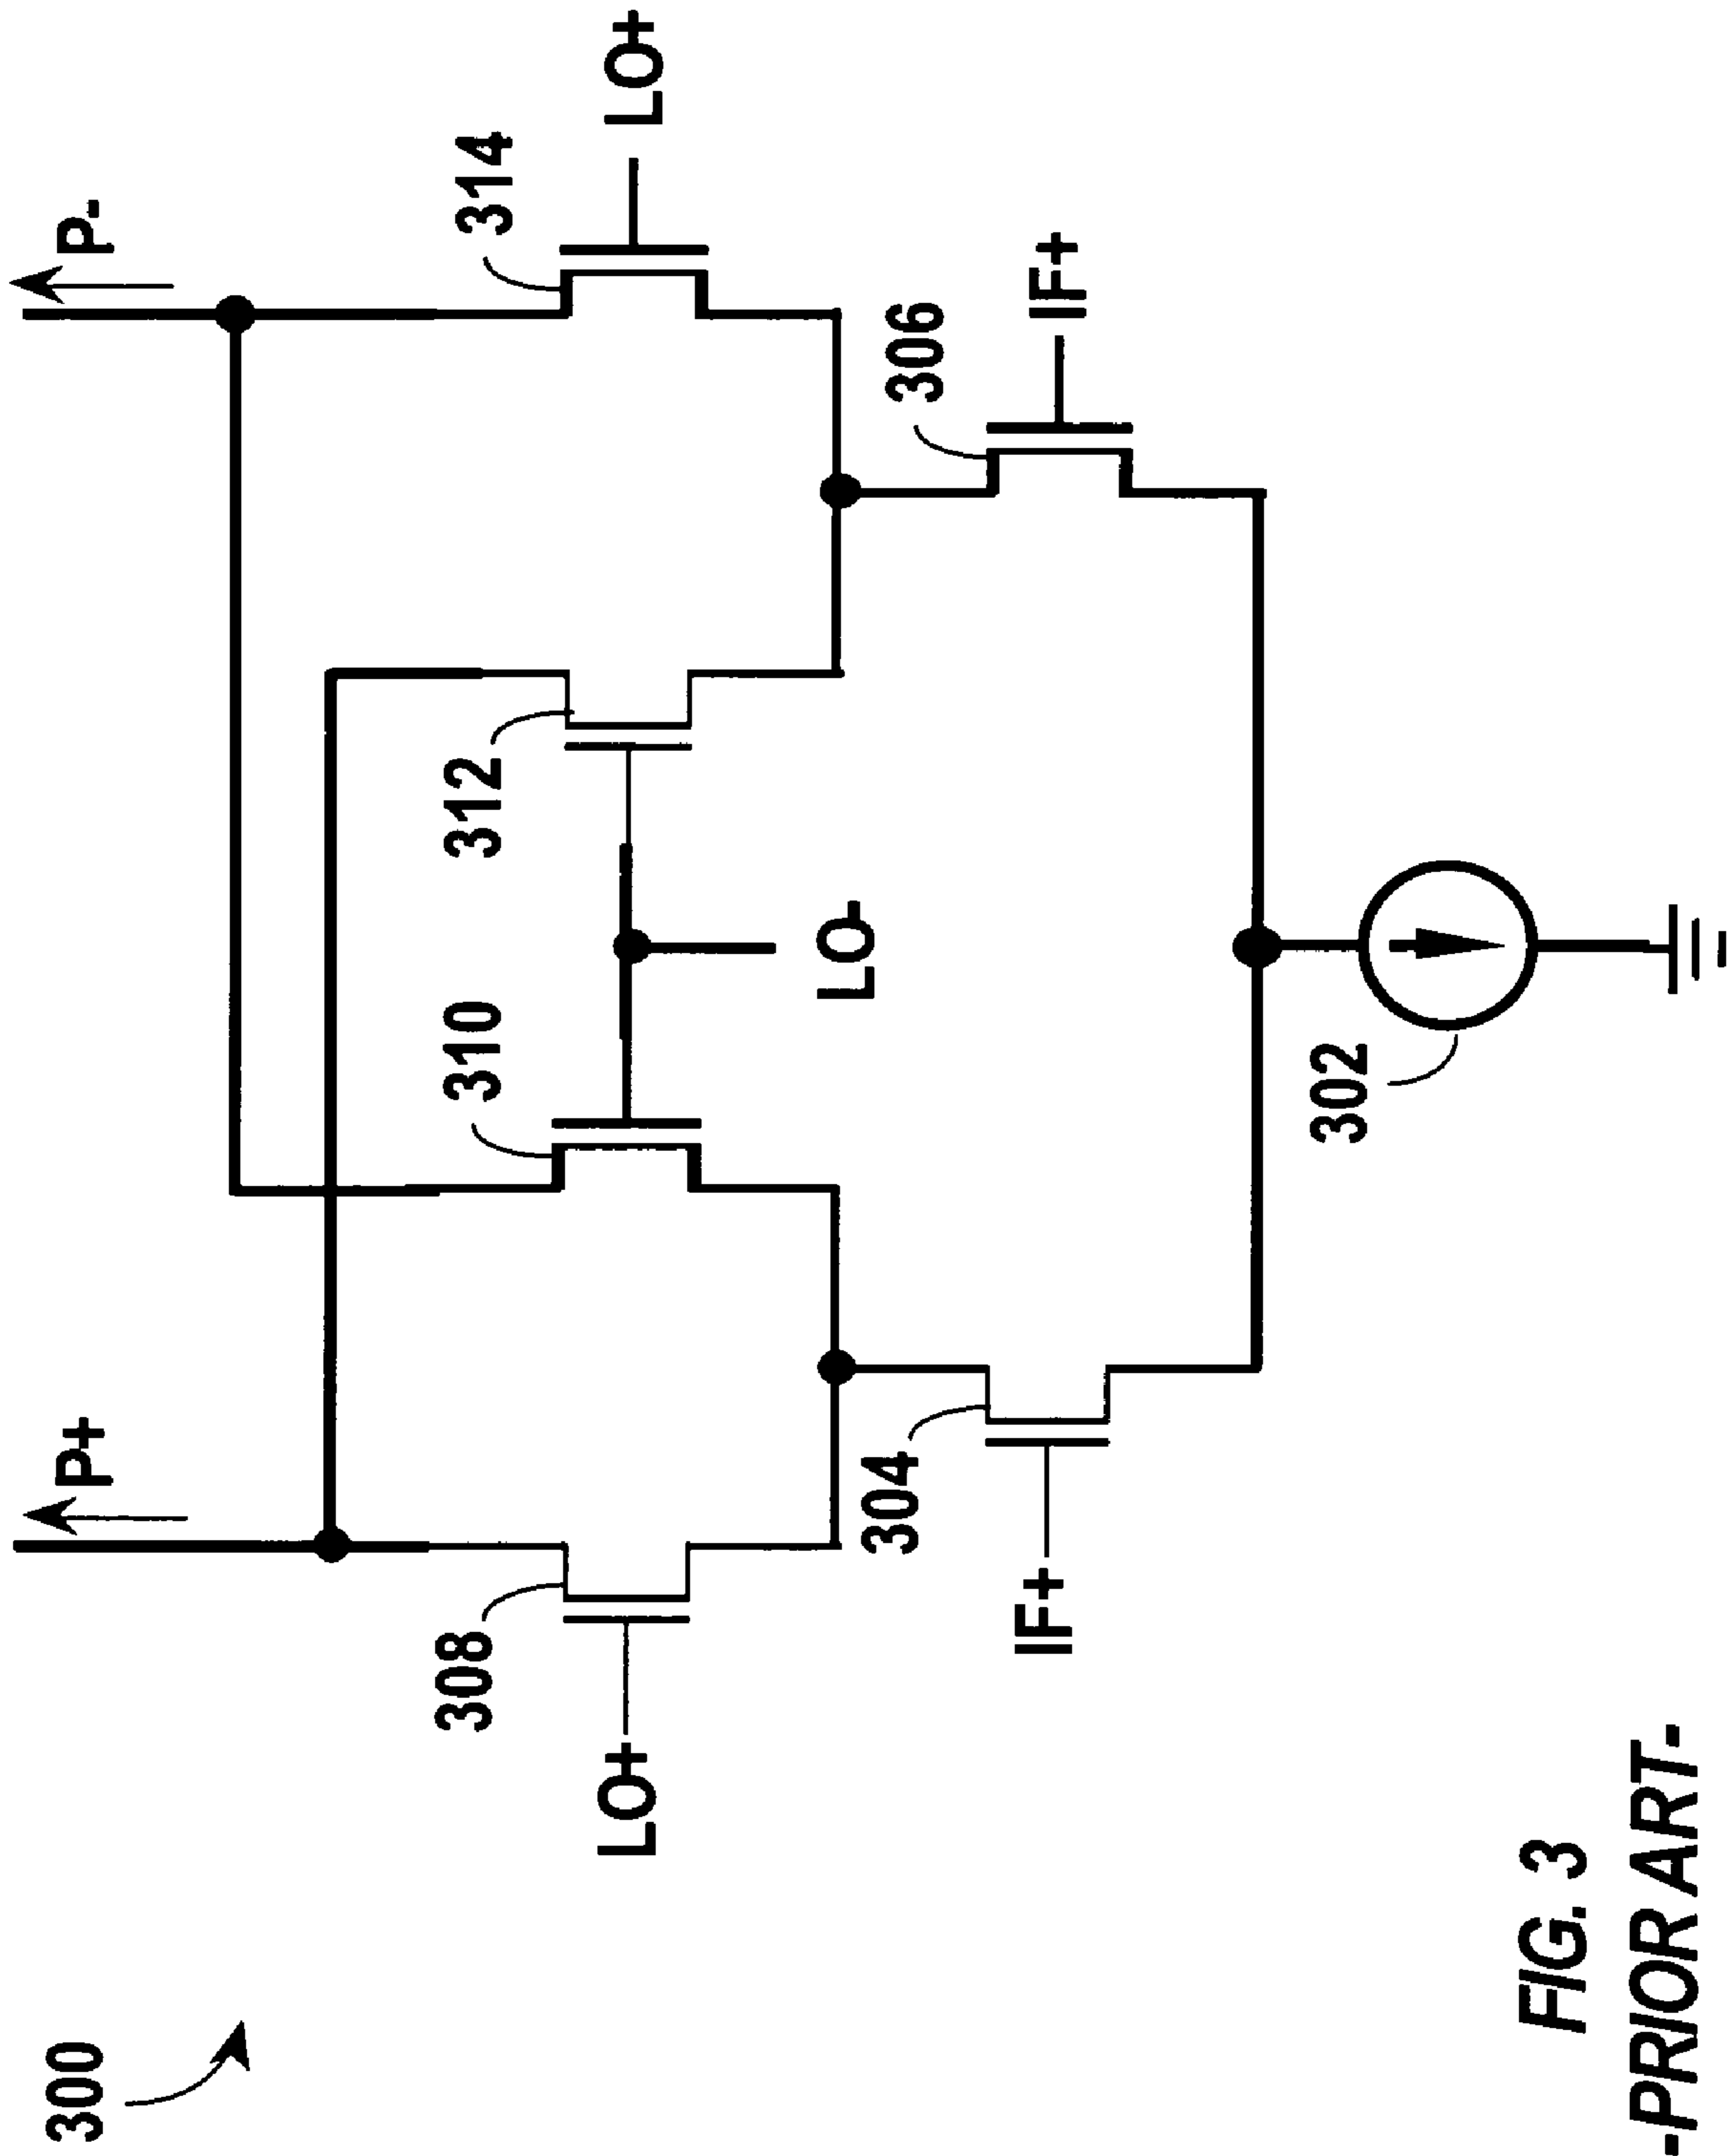 300
P+
P-
308
LO+
310
312
314
LO+
LO-
304
IF+
306
IF+
302
FIG. 3
-PRIOR ART-